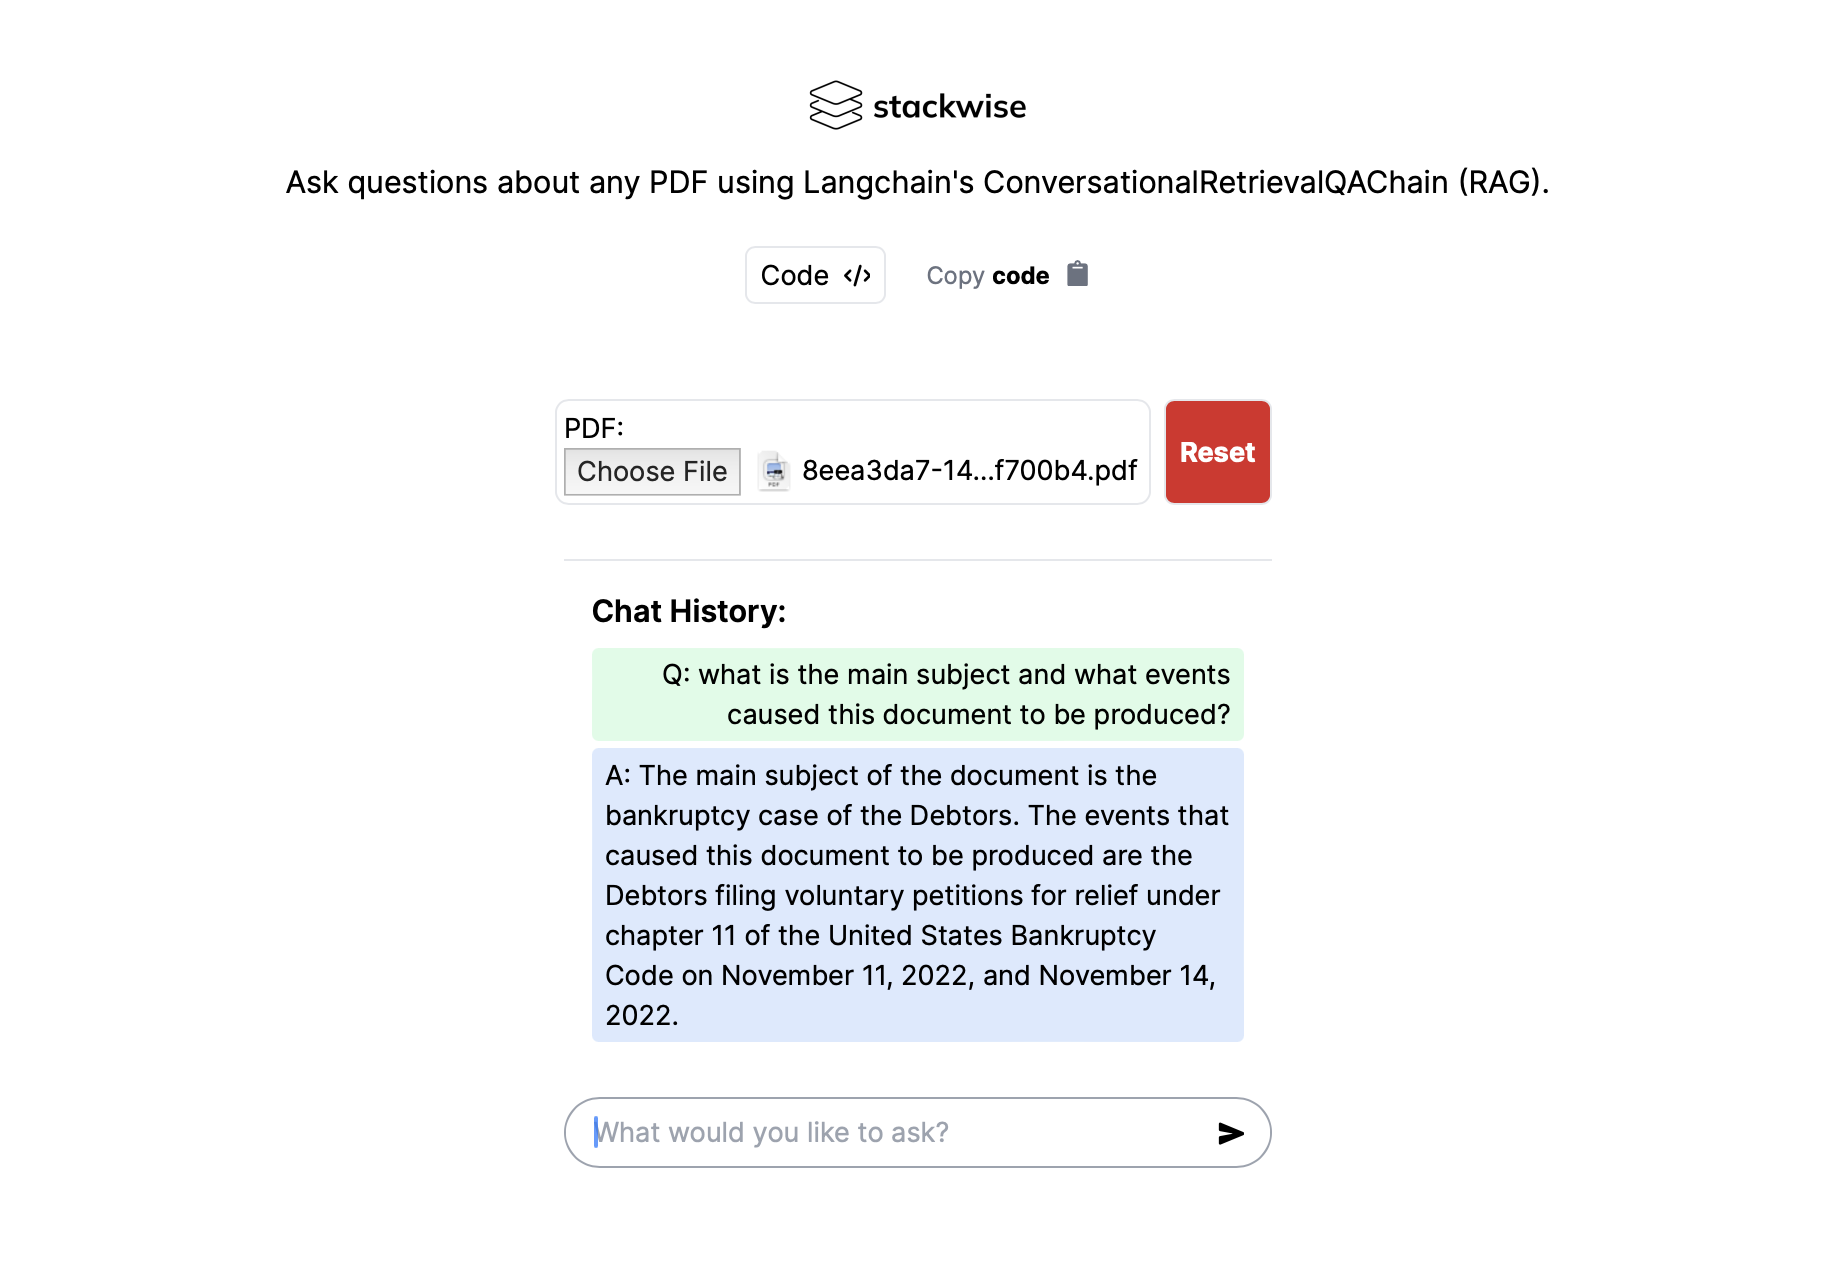 stackwise
Ask questions about any PDF using Langchain's ConversationalRetrievalQAChain (RAG).
Code </>
Copy code
PDF:
Choose File
PDF
8eea3da7-14...f700b4.pdf
Reset
Chat History:
Q: what is the main subject and what events
caused this document to be produced?
A: The main subject of the document is the
bankruptcy case of the Debtors. The events that
caused this document to be produced are the
Debtors filing voluntary petitions for relief under
chapter 11 of the United States Bankruptcy
Code on November 11, 2022, and November 14,
2022.
What would you like to ask?